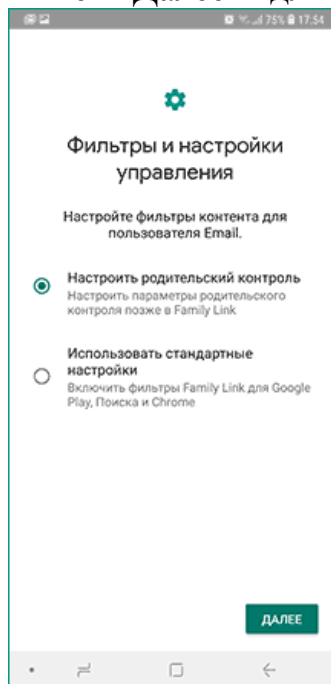 75% 17:54
Фильтры и настройки
управления
Настройте фильтры контента для
пользователя Email.
Настроить родительский контроль
Настроить параметры родительского
контроля позже в Family Link
Использовать стандартные
настройки
Включить фильтры Family Link для Google
Play, Поиска и Chrome
ДАЛЕЕ